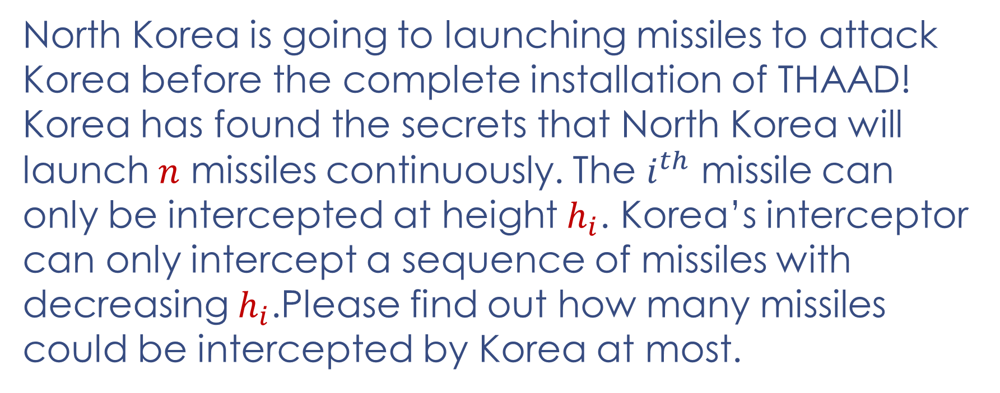 North Korea is going to launching missiles to attack
Korea before the complete installation of THAAD!
Korea has found the secrets that North Korea will
launch n missiles continuously. The i^{th} missile can
only be intercepted at height h_i. Korea’s interceptor
can only intercept a sequence of missiles with
decreasing h_i.Please find out how many missiles
could be intercepted by Korea at most.